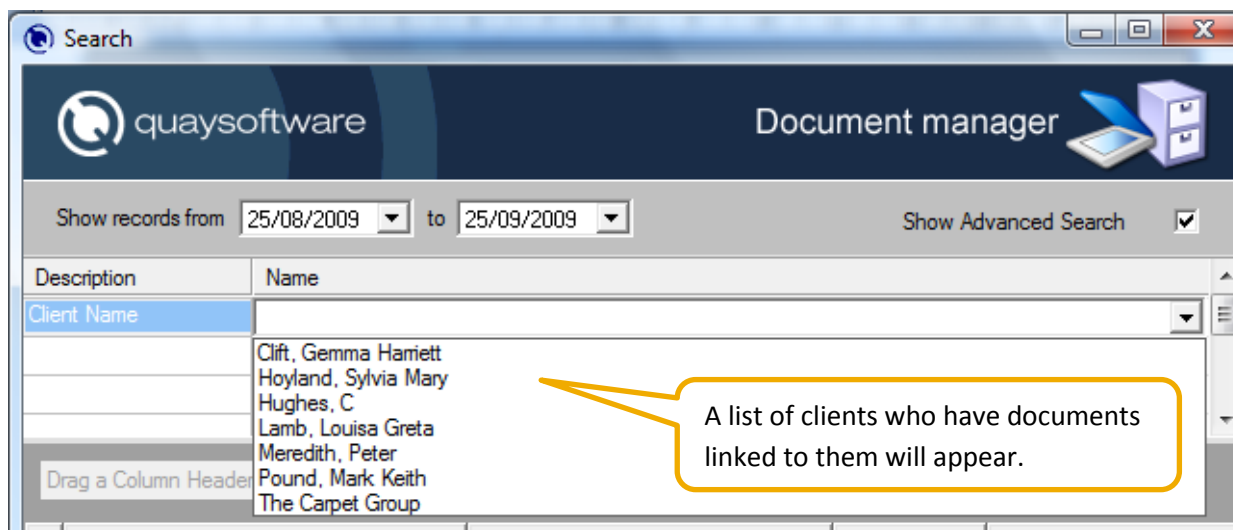 Search
quaysoftware
Document manager
Show records from 25/08/2009 to 25/09/2009 Show Advanced Search
Description Name
Client Name
Clift, Gemma Harriett
Hoyland, Sylvia Mary
Hughes, C
Lamb, Louisa Greta
Meredith, Peter
Pound, Mark Keith
The Carpet Group
A list of clients who have documents
linked to them will appear.
Drag a Column Header